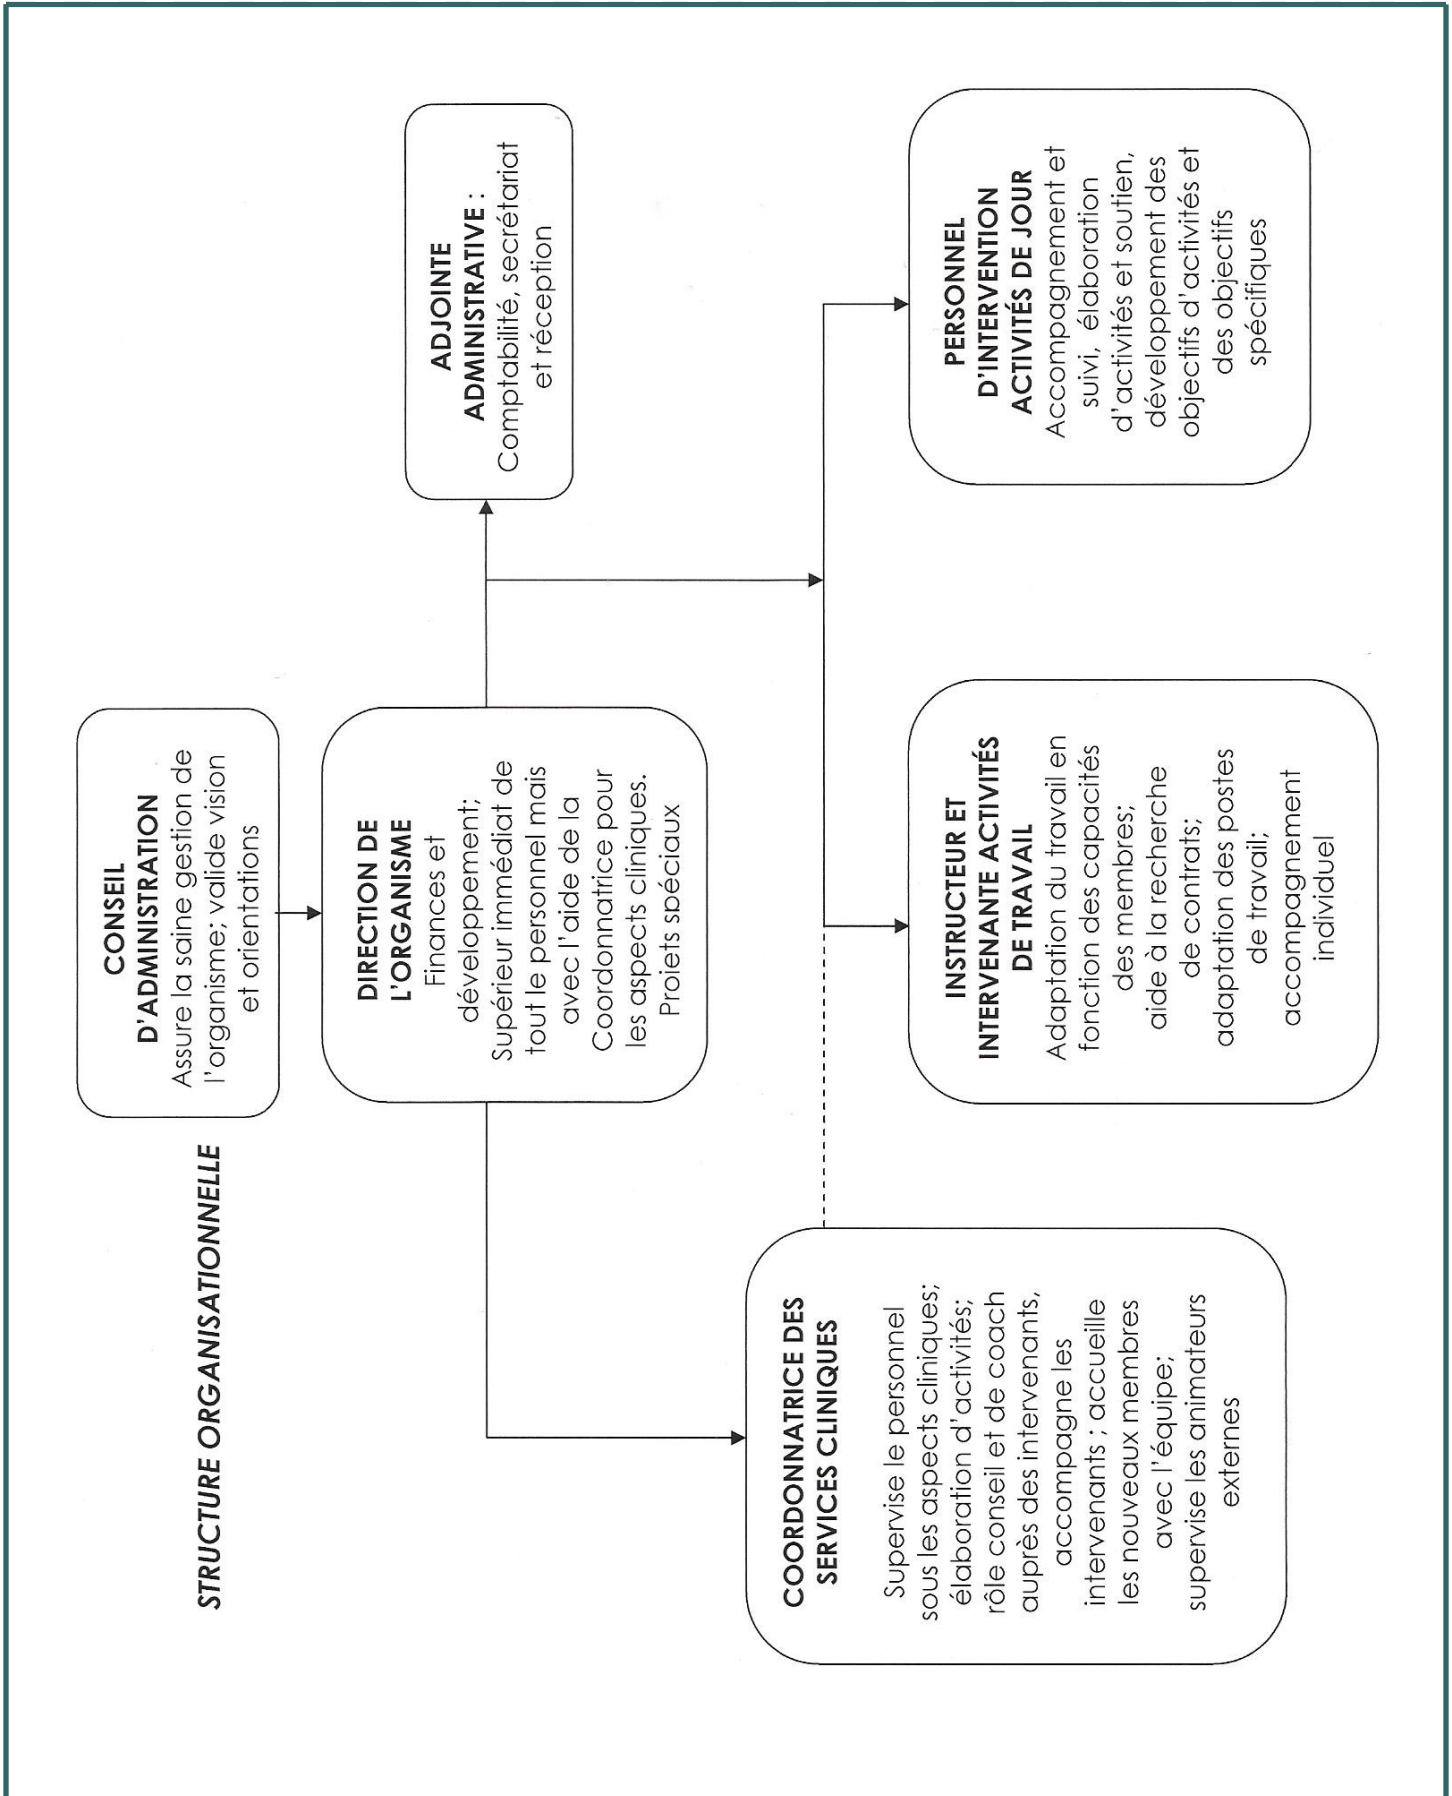 STRUCTURE ORGANISATIONNELLE
CONSEIL
D'ADMINISTRATION
Assure la saine gestion de
l'organisme; valide vision
et orientations
DIRECTION DE
L'ORGANISME
Finances et
développement;
Supérieur immédiat de
tout le personnel mais
avec l'aide de la
Coordonnatrice pour
les aspects cliniques.
Projets spéciaux
ADJOINTE
ADMINISTRATIVE :
Comptabilité, secrétariat
et réception
COORDONNATRICE DES
SERVICES CLINIQUES
Supervise le personnel
sous les aspects cliniques;
élaboration d'activités;
rôle conseil et de coach
auprès des intervenants,
accompagne les
intervenants ; accueille
les nouveaux membres
avec l'équipe;
supervise les animateurs
externes
INSTRUCTEUR ET
INTERVENANTE ACTIVITÉS
DE TRAVAIL
Adaptation du travail en
fonction des capacités
des membres;
aide à la recherche
de contrats;
adaptation des postes
de travail;
accompagnement
individuel
PERSONNEL
D'INTERVENTION
ACTIVITÉS DE JOUR
Accompagnement et
suivi, élaboration
d'activités et soutien,
développement des
objectifs d'activités et
des objectifs
spécifiques